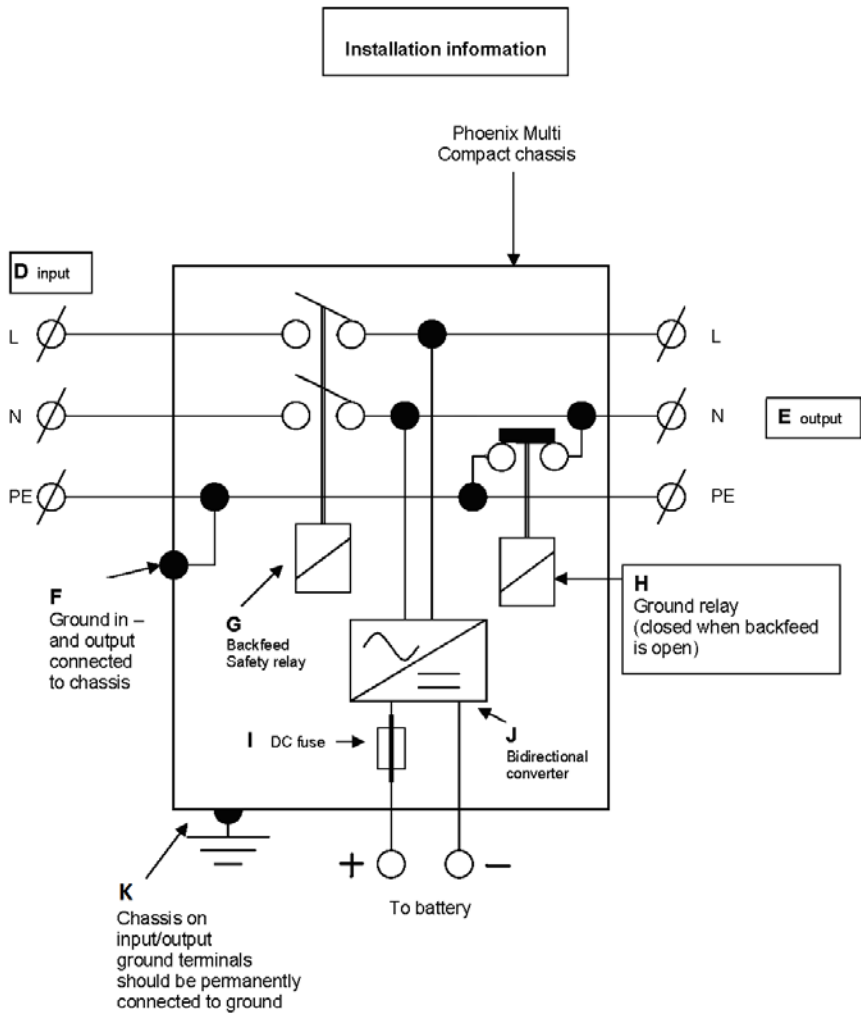 Installation information
Phoenix Multi
Compact chassis
D input
L
L
N
N
E output
PE
PE
F
Ground in –
and output
connected
to chassis
G
Backfeed
Safety relay
H
Ground relay
(closed when backfeed
is open)
I DC fuse
J
Bidirectional
converter
+
–
To battery
K
Chassis on
input/output
ground terminals
should be permanently
connected to ground